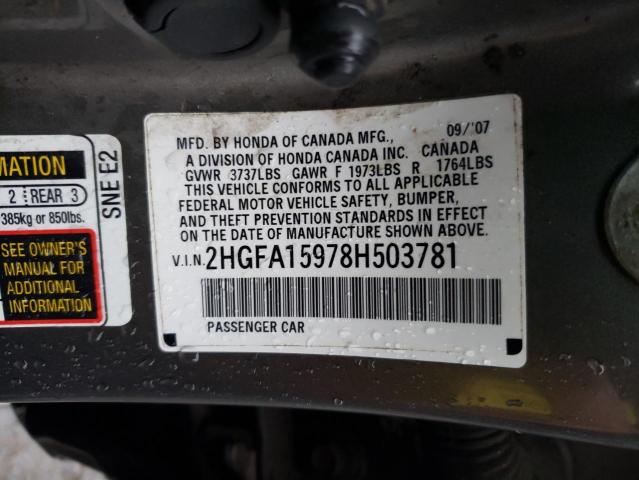 MFD. BY HONDA OF CANADA MFG., 09/'07
A DIVISION OF HONDA CANADA INC. CANADA
GVWR 3737LBS GAWR F 1973LBS R 1764LBS
THIS VEHICLE CONFORMS TO ALL APPLICABLE
FEDERAL MOTOR VEHICLE SAFETY, BUMPER,
AND THEFT PREVENTION STANDARDS IN EFFECT
ON THE DATE OF MANUFACTURE SHOWN ABOVE.
V.I.N. 2HGFA15978H503781
PASSENGER CAR
MATION
2 REAR 3
385kg or 850lbs.
SEE OWNER'S
MANUAL FOR
ADDITIONAL
INFORMATION
SNE E2